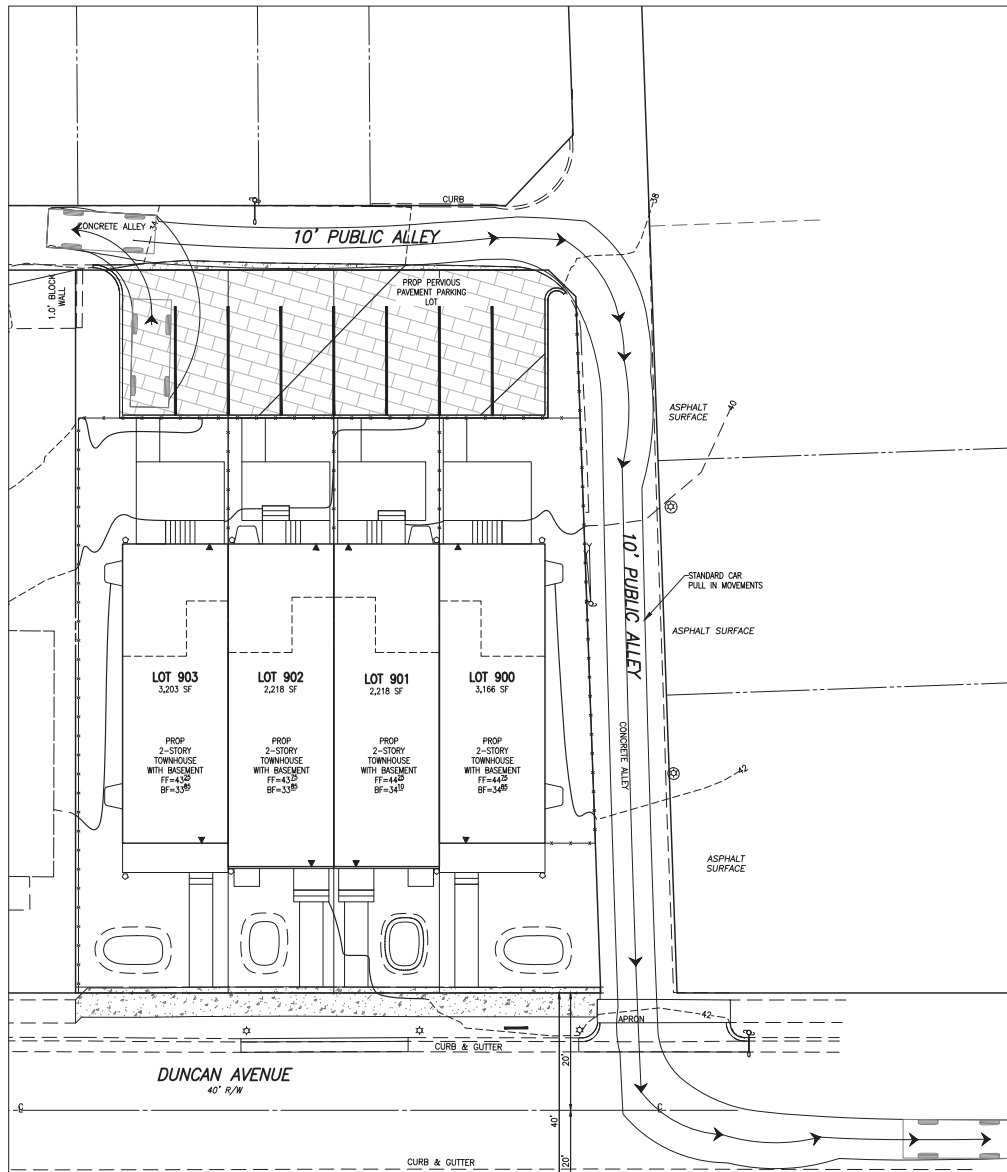 CURB
38
CONCRETE ALLEY
34
10' PUBLIC ALLEY
1.0' BLOCK
WALL
PROP PERVIOUS
PAVEMENT PARKING
LOT
ASPHALT
SURFACE
40
10' PUBLIC ALLEY
STANDARD CAR
PULL IN MOVEMENTS
ASPHALT SURFACE
LOT 903
3,203 SF
PROP
2-STORY
TOWNHOUSE
WITH BASEMENT
FF=43.25
BF=33.85
LOT 902
2,218 SF
PROP
2-STORY
TOWNHOUSE
WITH BASEMENT
FF=43.75
BF=33.85
LOT 901
2,218 SF
PROP
2-STORY
TOWNHOUSE
WITH BASEMENT
FF=44.25
BF=34.10
LOT 900
3,166 SF
PROP
2-STORY
TOWNHOUSE
WITH BASEMENT
FF=44.75
BF=34.85
CONCRETE ALLEY
42
ASPHALT
SURFACE
APRON
42
CURB & GUTTER
20'
DUNCAN AVENUE
40' R/W
40'
20'
CURB & GUTTER